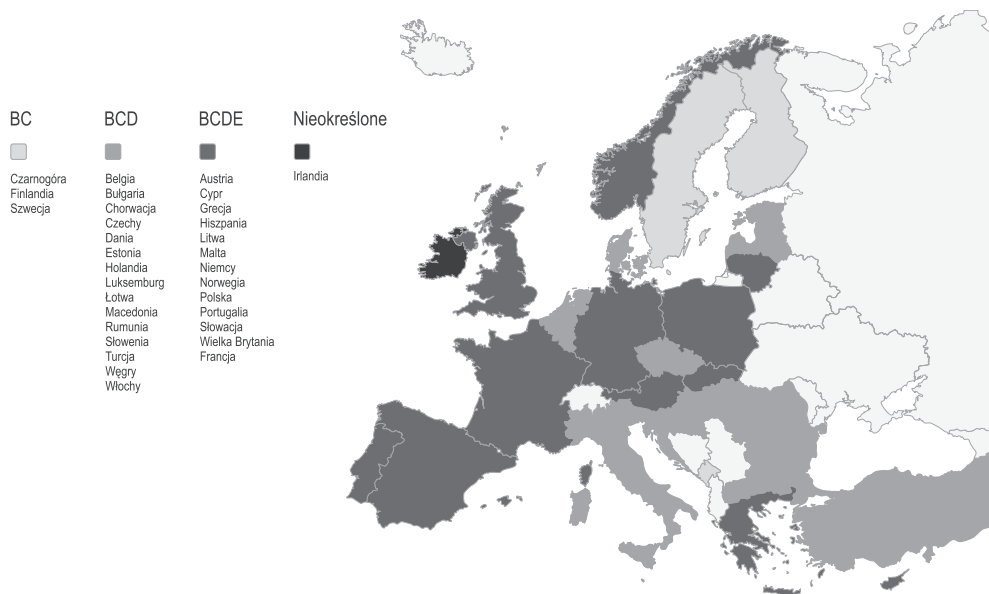 BC
Czarnogóra
Finlandia
Szwecja
BCD
Belgia
Bułgaria
Chorwacja
Czechy
Dania
Estonia
Holandia
Luksemburg
Łotwa
Macedonia
Rumunia
Słowenia
Turcja
Węgry
Włochy
BCDE
Austria
Cypr
Grecja
Hiszpania
Litwa
Malta
Niemcy
Norwegia
Polska
Portugalia
Słowacja
Wielka Brytania
Francja
Nieokreślone
Irlandia